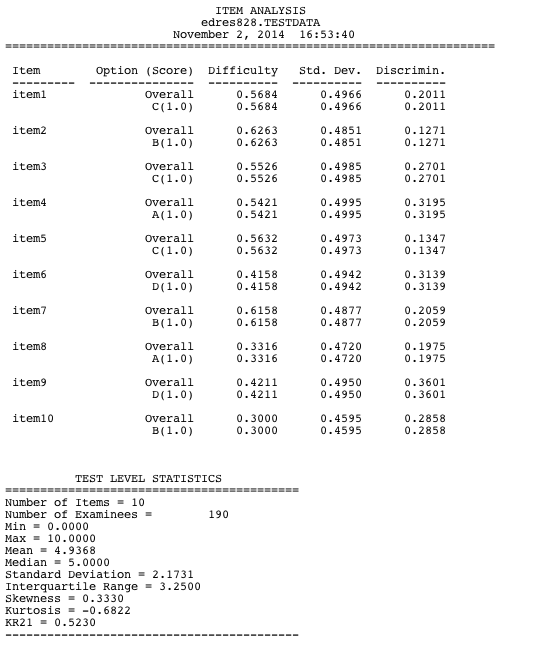 ITEM ANALYSIS
edres828.TESTDATA
November 2, 2014  16:53:40
======================================================================
Item Option (Score) Difficulty Std. Dev. Discrimin.
--------- --------------- ---------- ---------- ----------
item1 Overall 0.5684 0.4966 0.2011
C(1.0) 0.5684 0.4966 0.2011
item2 Overall 0.6263 0.4851 0.1271
B(1.0) 0.6263 0.4851 0.1271
item3 Overall 0.5526 0.4985 0.2701
C(1.0) 0.5526 0.4985 0.2701
item4 Overall 0.5421 0.4995 0.3195
A(1.0) 0.5421 0.4995 0.3195
item5 Overall 0.5632 0.4973 0.1347
C(1.0) 0.5632 0.4973 0.1347
item6 Overall 0.4158 0.4942 0.3139
D(1.0) 0.4158 0.4942 0.3139
item7 Overall 0.6158 0.4877 0.2059
B(1.0) 0.6158 0.4877 0.2059
item8 Overall 0.3316 0.4720 0.1975
A(1.0) 0.3316 0.4720 0.1975
item9 Overall 0.4211 0.4950 0.3601
D(1.0) 0.4211 0.4950 0.3601
item10 Overall 0.3000 0.4595 0.2858
B(1.0) 0.3000 0.4595 0.2858
TEST LEVEL STATISTICS
==========================================
Number of Items = 10
Number of Examinees = 190
Min = 0.0000
Max = 10.0000
Mean = 4.9368
Median = 5.0000
Standard Deviation = 2.1731
Interquartile Range = 3.2500
Skewness = 0.3330
Kurtosis = -0.6822
KR21 = 0.5230
------------------------------------------